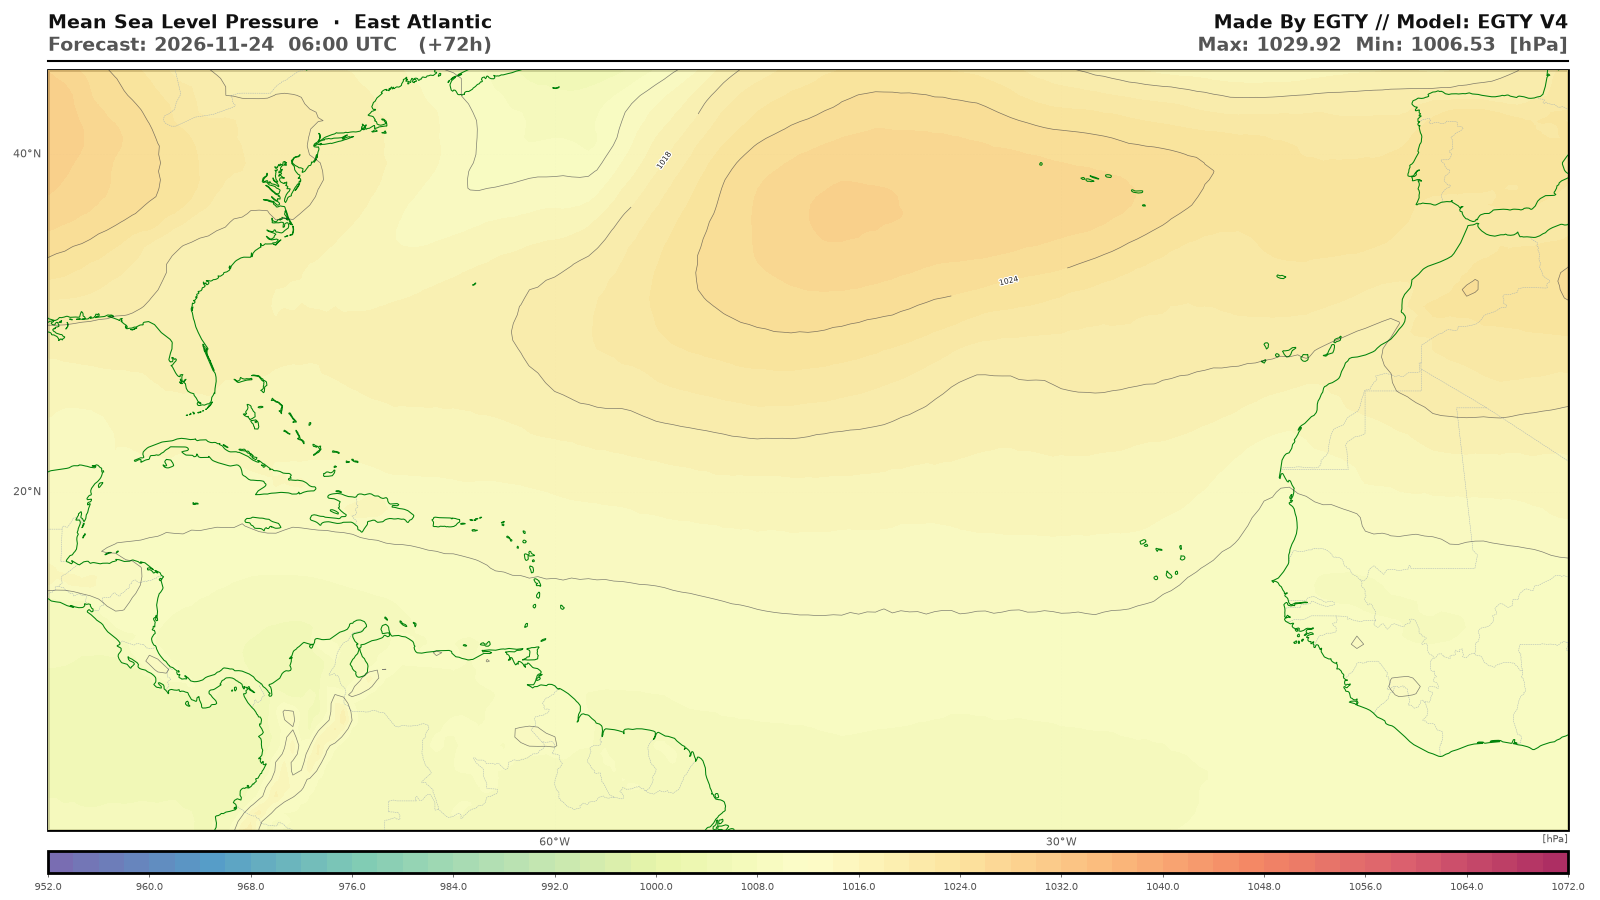 Mean Sea Level Pressure · East Atlantic
Made By EGTY // Model: EGTY V4
Forecast: 2026-11-24 06:00 UTC (+72h)
Max: 1029.92 Min: 1006.53 [hPa]
40°N
1018
1024
20°N
60°W
30°W
[hPa]
952.0 960.0 968.0 976.0 984.0 992.0 1000.0 1008.0 1016.0 1024.0 1032.0 1040.0 1048.0 1056.0 1064.0 1072.0